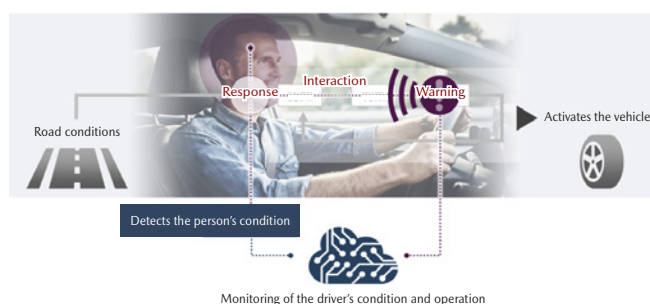 Interaction
Response
Warning
Road conditions
Activates the vehicle
Detects the person's condition
Monitoring of the driver's condition and operation